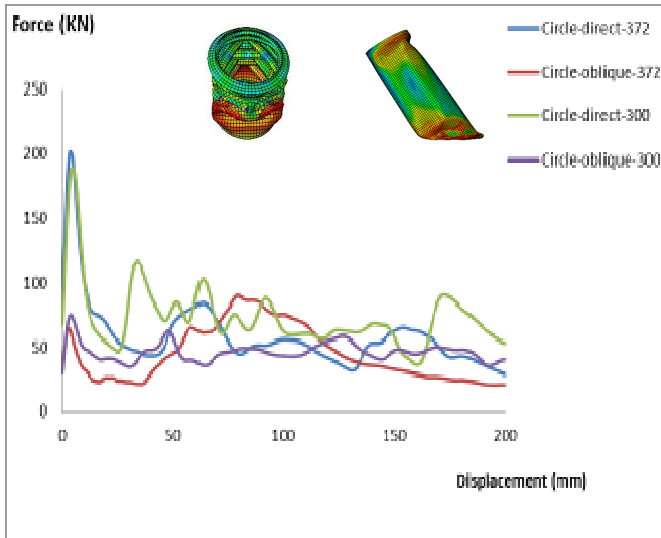 Force (KN)
Circle-direct-372
Circle-oblique-372
Circle-direct-300
Circle-oblique-300
250
200
150
100
50
0
0 50 100 150 200
Displacement (mm)